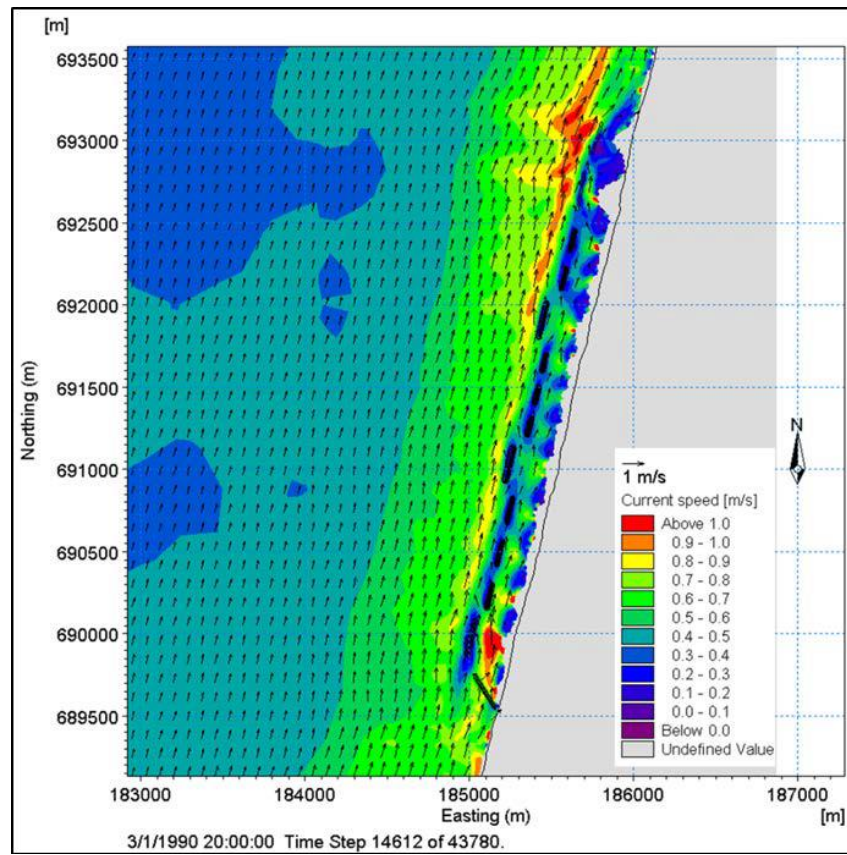 [m]
693500
693000
692500
692000
691500
691000
690500
690000
689500
Northing (m)
N
1 m/s
Current speed [m/s]
Above 1.0
0.9 - 1.0
0.8 - 0.9
0.7 - 0.8
0.6 - 0.7
0.5 - 0.6
0.4 - 0.5
0.3 - 0.4
0.2 - 0.3
0.1 - 0.2
0.0 - 0.1
Below 0.0
Undefined Value
183000 184000 185000 186000 187000
Easting (m) [m]
3/1/1990 20:00:00 Time Step 14612 of 43780.